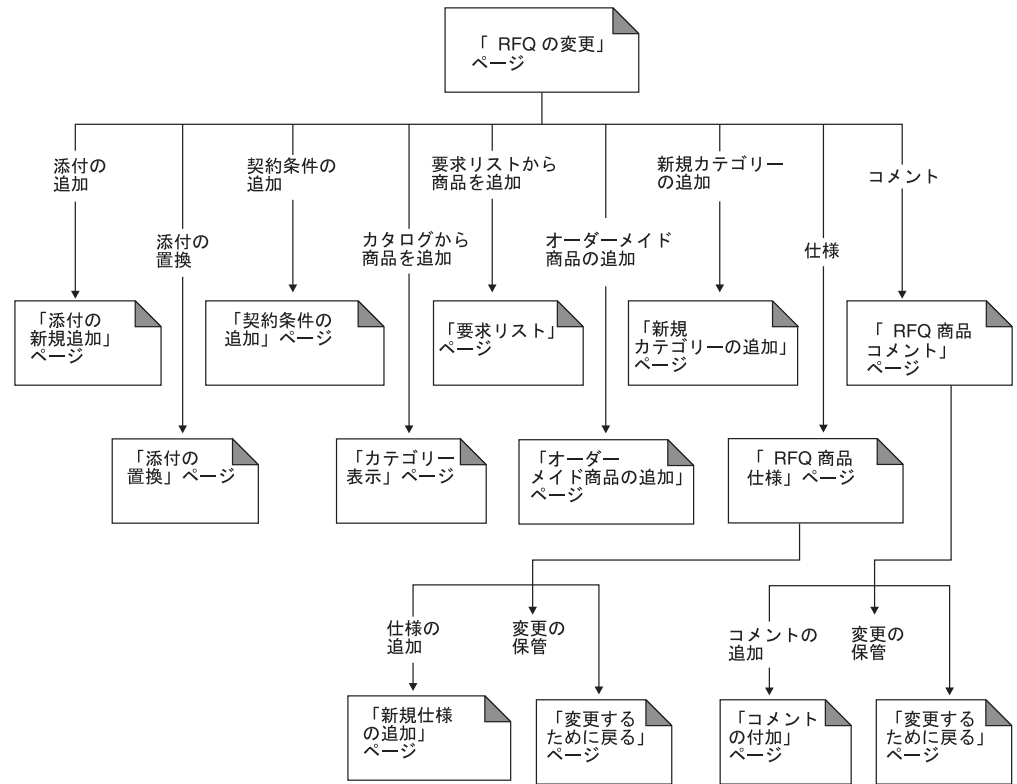 「 RFQ の変更」
ページ
添付の
追加
契約条件の
追加
要求リストから
商品を追加
新規カテゴリー
の追加
コメント
添付の
置換
カタログから
商品を追加
オーダーメイド
商品の追加
仕様
「添付の
新規追加」
ページ
「契約条件の
追加」ページ
「要求リスト」
ページ
「新規
カテゴリーの追加」
ページ
「 RFQ 商品
コメント」
ページ
「添付の
置換」ページ
「カテゴリー
表示」ページ
「オーダー
メイド商品の追加」
ページ
「 RFQ 商品
仕様」ページ
仕様の
追加
変更の
保管
コメントの
追加
変更の
保管
「新規仕様
の追加」
ページ
「変更する
ために戻る」
ページ
「コメント
の付加」
ページ
「変更する
ために戻る」
ページ